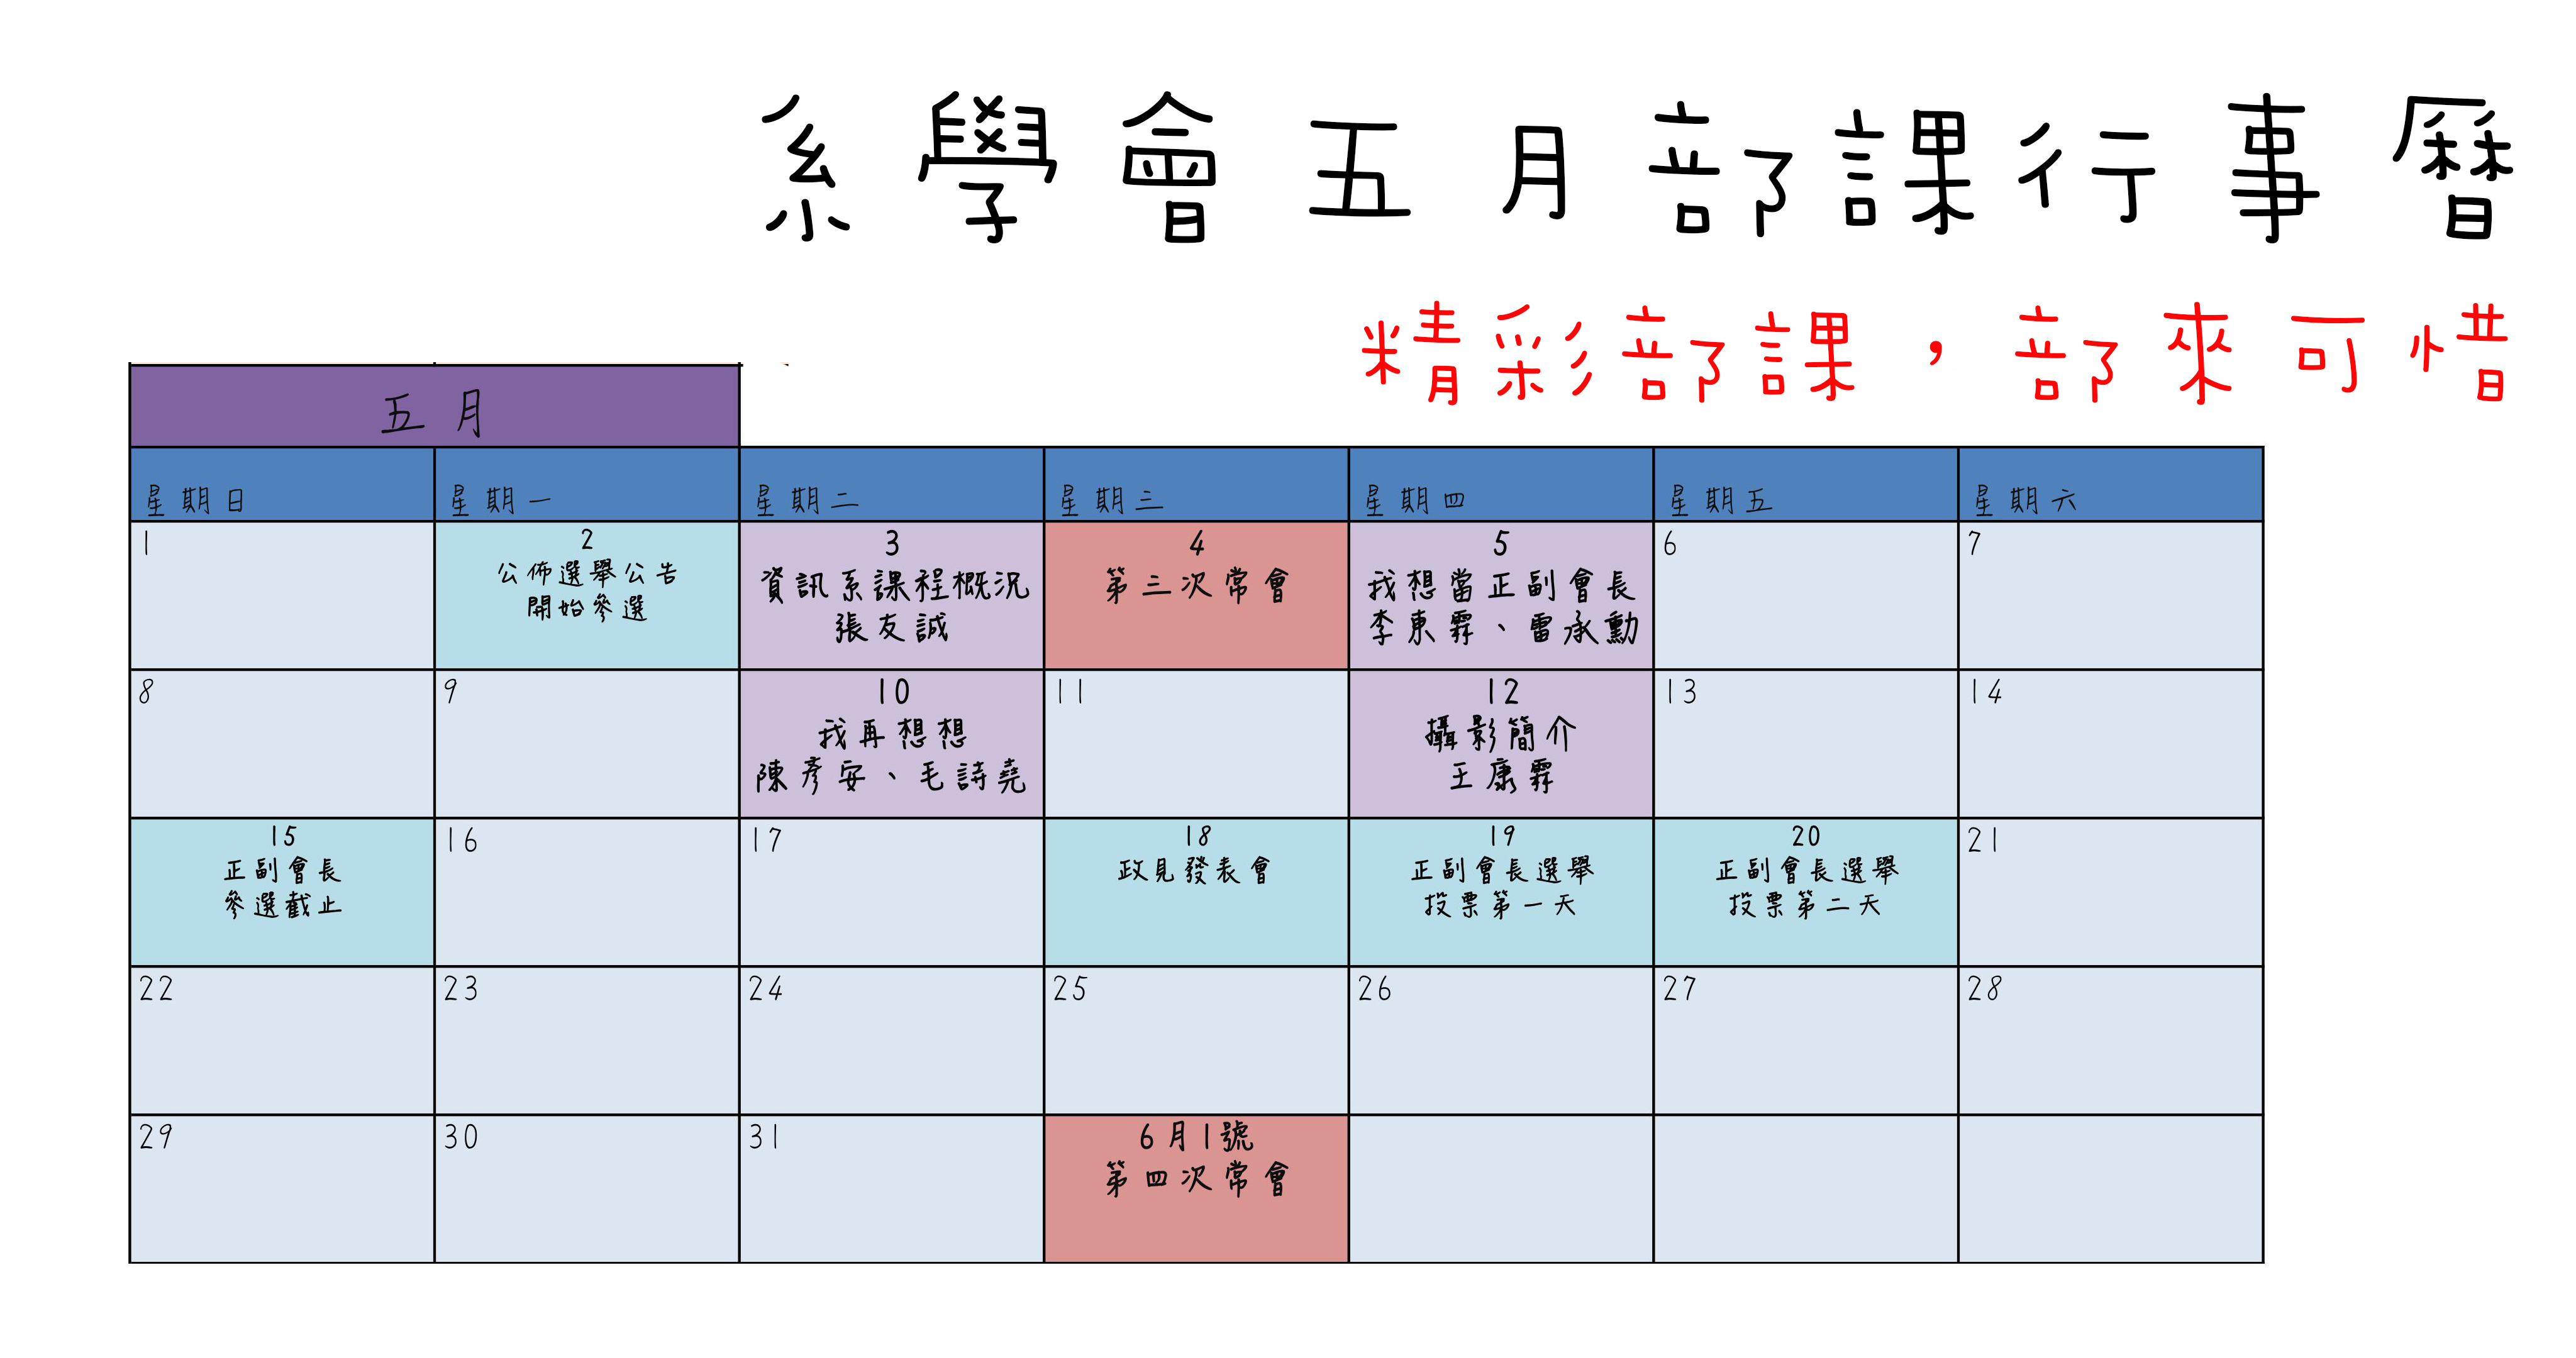 系學會五月部課行事曆
精彩部課，部來可惜
五月
星期日 星期一 星期二 星期三 星期四 星期五 星期六
1
2
公佈選舉公告
開始參選
3
資訊系課程概況
張友誠
4
第三次常會
5
我想當正副會長
李東霖、雷承勳
6
7
8
9
10
我再想想
陳彥安、毛詩堯
11
12
攝影簡介
王康霖
13
14
15
正副會長
參選截止
16
17
18
政見發表會
19
正副會長選舉
投票第一天
20
正副會長選舉
投票第二天
21
22
23
24
25
26
27
28
29
30
31
6月1號
第四次常會